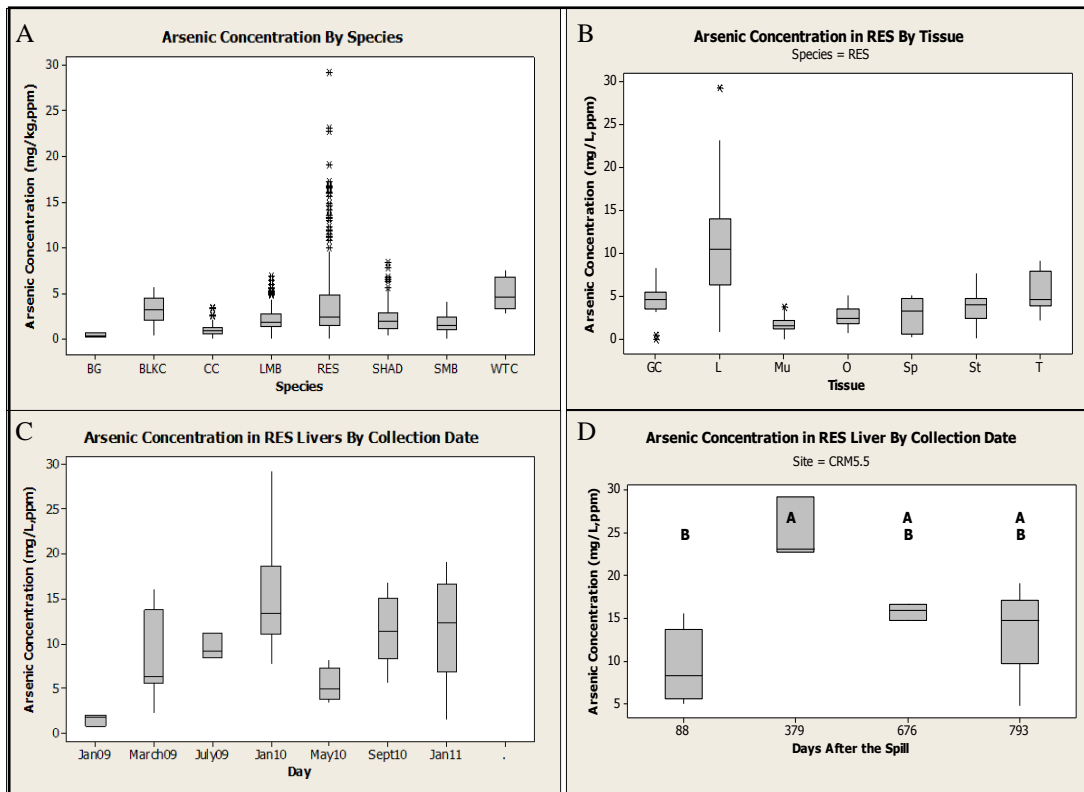 A
Arsenic Concentration By Species
Arsenic Concentration (mg/kg,ppm)
30
25
20
15
10
5
0
BG BLKC CC LMB RES SHAD SMB WTC
Species
B
Arsenic Concentration in RES By Tissue
Species = RES
Arsenic Concentration (mg/L,ppm)
30
25
20
15
10
5
0
GC L Mu O Sp St T
Tissue
C
Arsenic Concentration in RES Livers By Collection Date
Arsenic Concentration (mg/L,ppm)
30
25
20
15
10
5
0
Jan09 March09 July09 Jan10 May10 Sept10 Jan11 .
Day
D
Arsenic Concentration in RES Liver By Collection Date
Site = CRM5.5
Arsenic Concentration (mg/L,ppm)
30
25
20
15
10
5
A A A
B B B
88 379 676 793
Days After the Spill